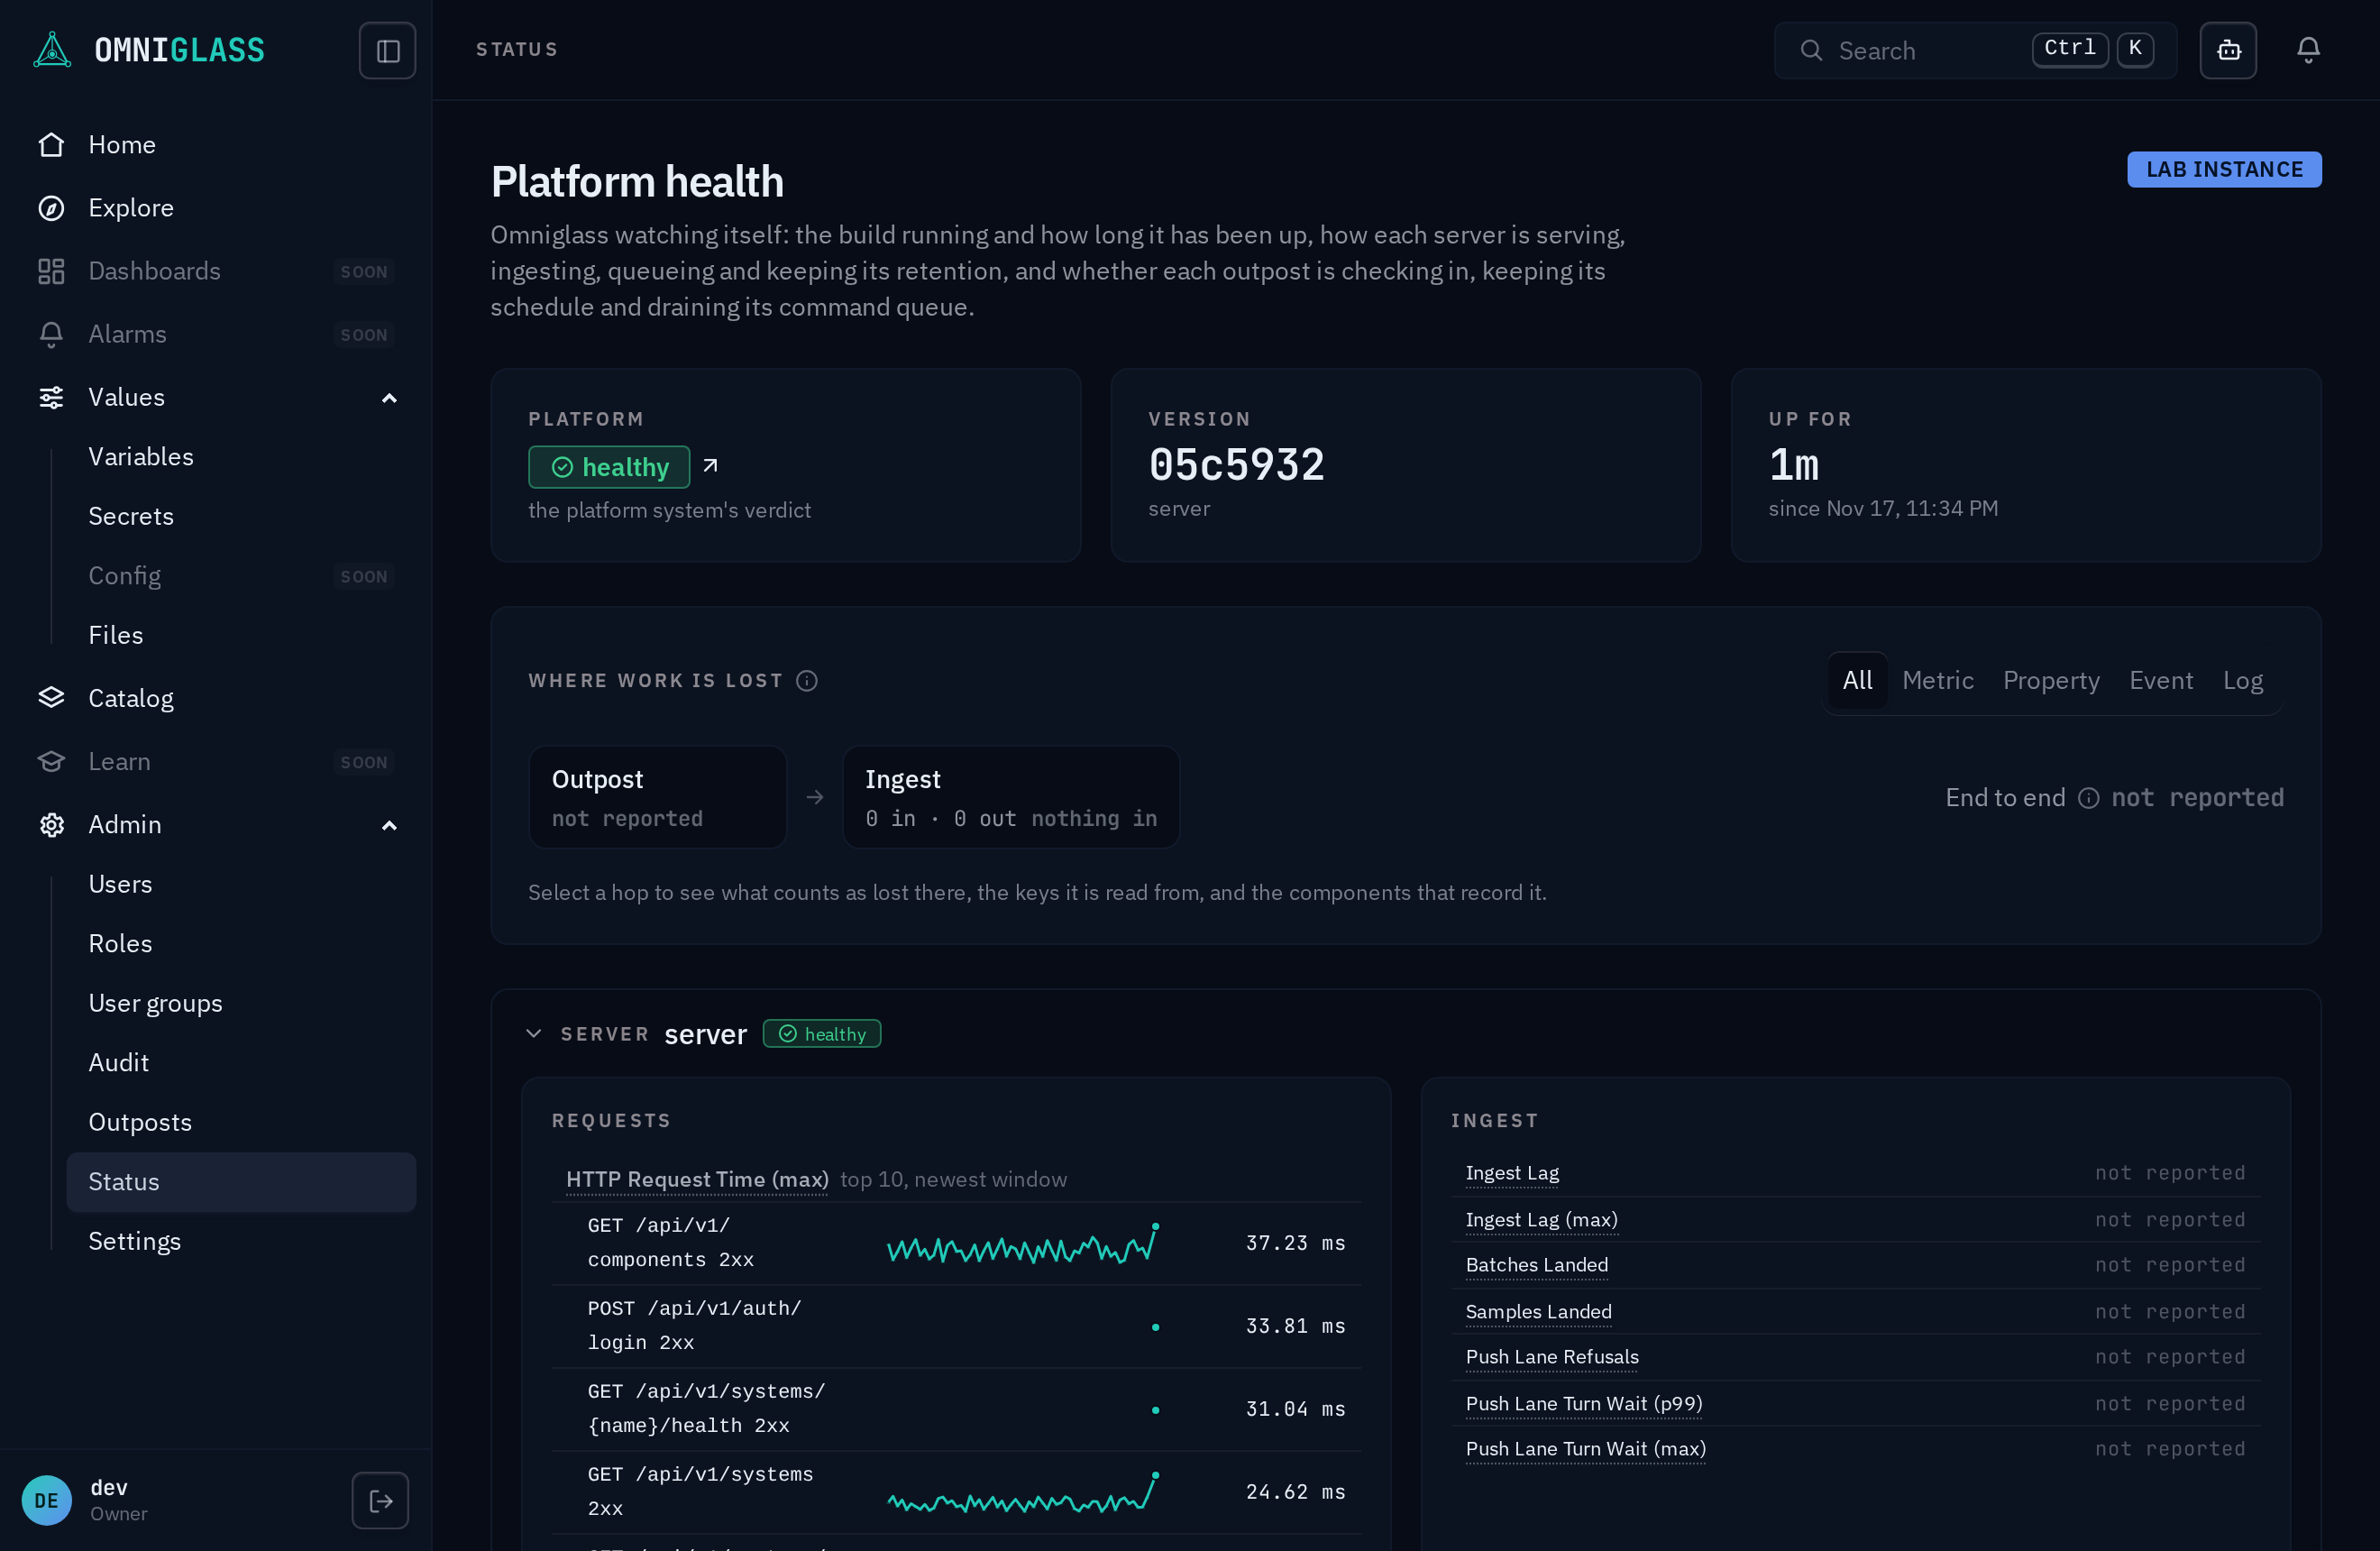 OMNIGLASS
STATUS
Search
Ctrl
K
Home
Explore
Dashboards
SOON
Alarms
SOON
Values
Variables
Secrets
Config
SOON
Files
Catalog
Learn
SOON
Admin
Users
Roles
User groups
Audit
Outposts
Status
Settings
DE
dev
Owner
Platform health
LAB INSTANCE
Omniglass watching itself: the build running and how long it has been up, how each server is serving,
ingesting, queueing and keeping its retention, and whether each outpost is checking in, keeping its
schedule and draining its command queue.
PLATFORM
healthy
the platform system's verdict
VERSION
05c5932
server
UP FOR
1m
since Nov 17, 11:34 PM
WHERE WORK IS LOST
All
Metric
Property
Event
Log
Outpost
not reported
→
Ingest
0 in · 0 out nothing in
End to end
not reported
Select a hop to see what counts as lost there, the keys it is read from, and the components that record it.
SERVER server
healthy
REQUESTS
HTTP Request Time (max) top 10, newest window
GET /api/v1/
components 2xx
37.23 ms
POST /api/v1/auth/
login 2xx
33.81 ms
GET /api/v1/systems/
{name}/health 2xx
31.04 ms
GET /api/v1/systems
2xx
24.62 ms
INGEST
Ingest Lag
not reported
Ingest Lag (max)
not reported
Batches Landed
not reported
Samples Landed
not reported
Push Lane Refusals
not reported
Push Lane Turn Wait (p99)
not reported
Push Lane Turn Wait (max)
not reported